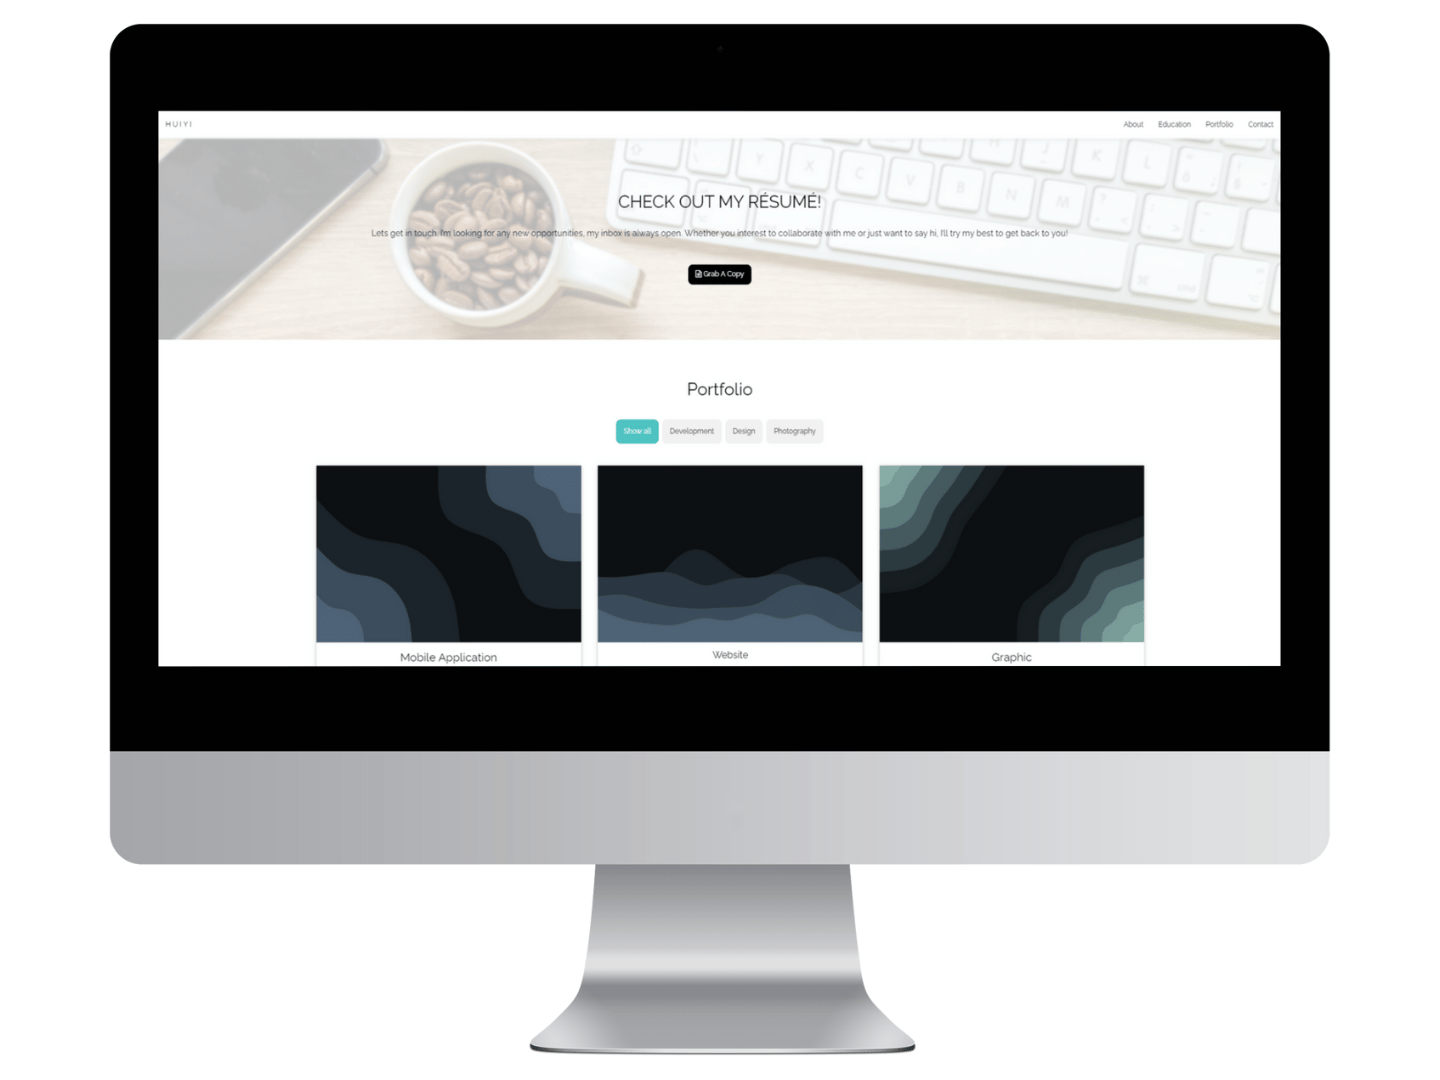 HUIYI
About Education Portfolio Contact
CHECK OUT MY RÉSUMÉ!
Lets get in touch. I'm looking for any new opportunities, my inbox is always open. Whether you interest to collaborate with me or just want to say hi, I'll try my best to get back to you!
Grab A Copy
Portfolio
Show all Development Design Photography
Mobile Application Website Graphic